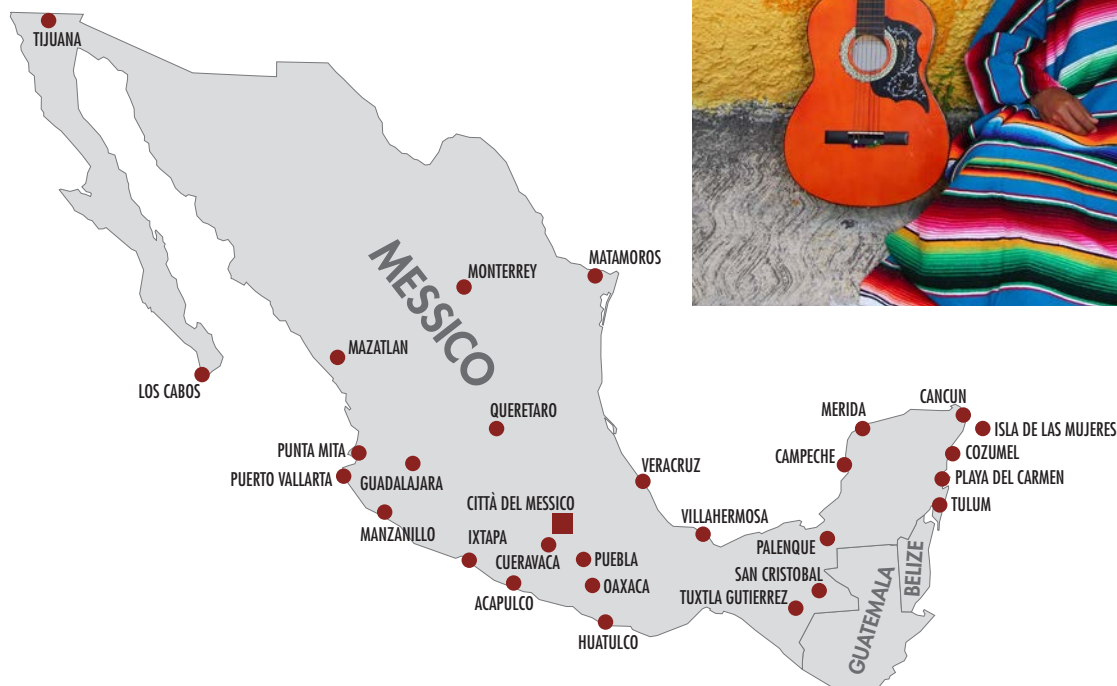 TIJUANA
MESSICO
MONTERREY
MATAMOROS
MAZATLAN
LOS CABOS
QUERETARO
MERIDA
CANCUN
ISLA DE LAS MUJERES
PUNTA MITA
COZUMEL
CAMPECHE
VERACRUZ
PUERTO VALLARTA
GUADALAJARA
PLAYA DEL CARMEN
CITTÀ DEL MESSICO
TULUM
VILLAHERMOSA
MANZANILLO
IXTAPA
PALENQUE
CUERAVACA
PUEBLA
BELIZE
SAN CRISTOBAL
OAXACA
ACAPULCO
TUXTLA GUTIERREZ
GUATEMALA
HUATULCO